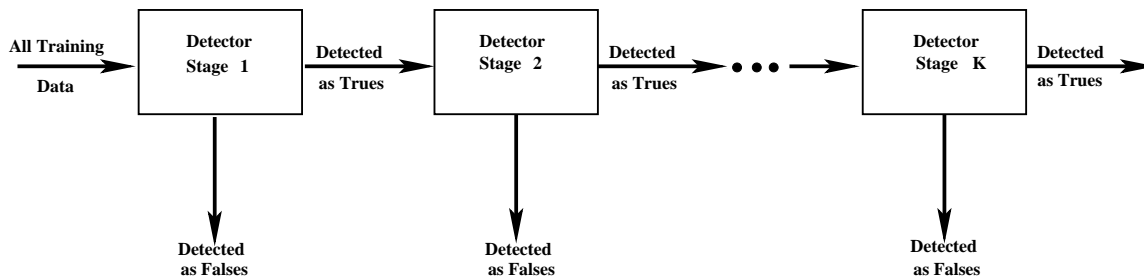 All Training
Data
Detector
Stage 1
Detected
as Trues
Detector
Stage 2
Detected
as Trues
Detector
Stage K
Detected
as Trues
Detected
as Falses
Detected
as Falses
Detected
as Falses